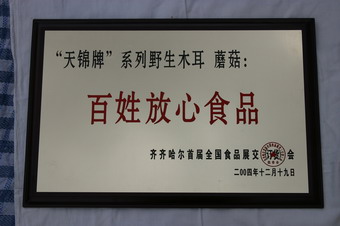 “天锦牌”系列野生木耳 蘑菇：
百姓放心食品
齐齐哈尔首届全国食品展交 会
二00四年十二月十九日